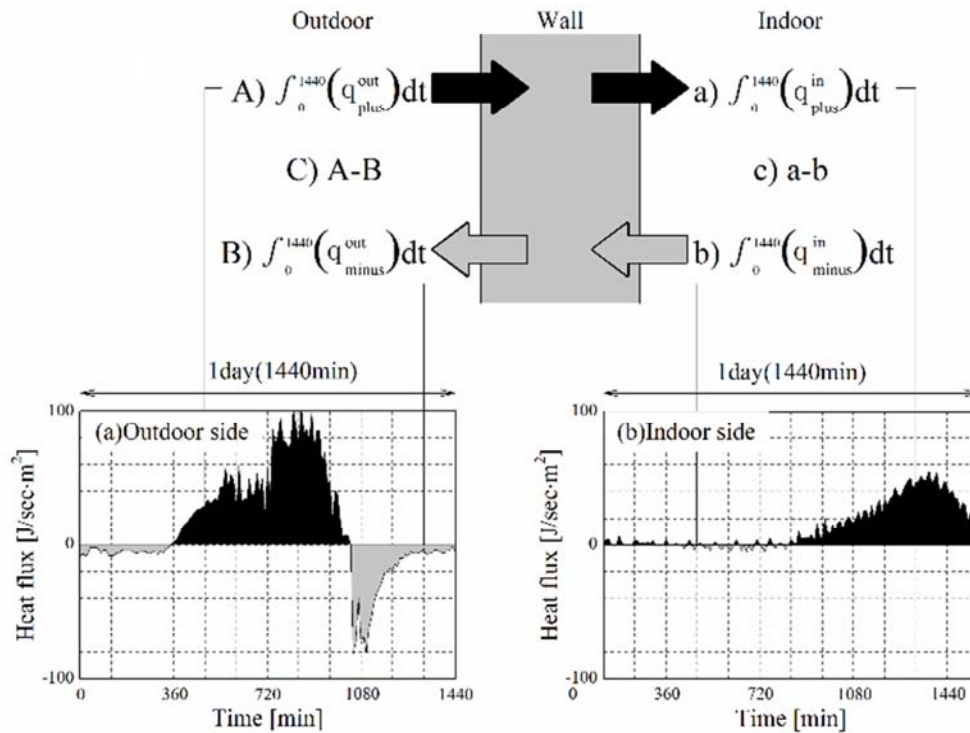 Outdoor Wall Indoor
A) ∫₀¹⁴⁴⁰(q^out_plus)dt a) ∫₀¹⁴⁴⁰(q^in_plus)dt
C) A-B c) a-b
B) ∫₀¹⁴⁴⁰(q^out_minus)dt b) ∫₀¹⁴⁴⁰(q^in_minus)dt
1day(1440min) 1day(1440min)
100 100
(a)Outdoor side (b)Indoor side
Heat flux [J/sec·m²] Heat flux [J/sec·m²]
0 0
-100 -100
0 360 720 1080 1440 0 360 720 1080 1440
Time [min] Time [min]